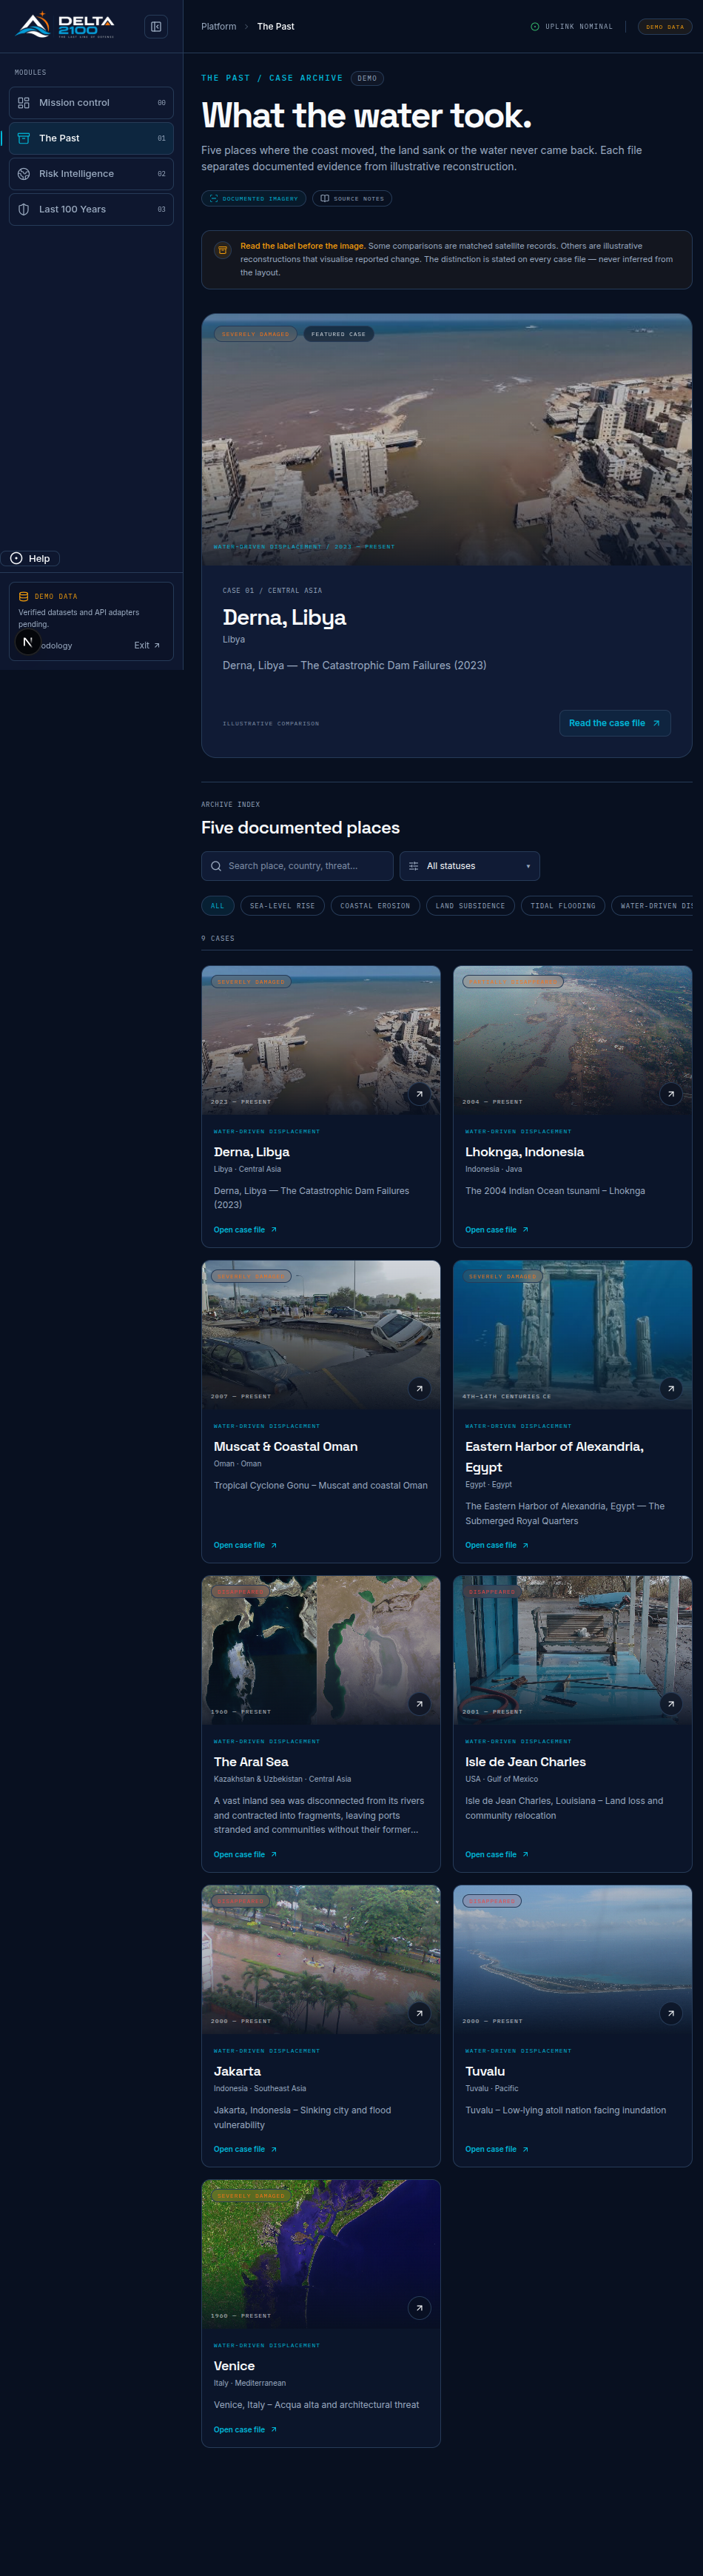 DELTA
2100
THE LAST LINE OF DEFENSE
Platform › The Past
UPLINK NOMINAL
DEMO DATA
MODULES
Mission control 00
The Past 01
Risk Intelligence 02
Last 100 Years 03
Help
DEMO DATA
Verified datasets and API adapters
pending.
N
odology
Exit
THE PAST / CASE ARCHIVE DEMO
What the water took.
Five places where the coast moved, the land sank or the water never came back. Each file
separates documented evidence from illustrative reconstruction.
DOCUMENTED IMAGERY
SOURCE NOTES
Read the label before the image. Some comparisons are matched satellite records. Others are illustrative
reconstructions that visualise reported change. The distinction is stated on every case file — never inferred from
the layout.
SEVERELY DAMAGED
FEATURED CASE
WATER-DRIVEN DISPLACEMENT / 2023 — PRESENT
CASE 01 / CENTRAL ASIA
Derna, Libya
Libya
Derna, Libya — The Catastrophic Dam Failures (2023)
ILLUSTRATIVE COMPARISON
Read the case file
ARCHIVE INDEX
Five documented places
Search place, country, threat...
All statuses
ALL
SEA-LEVEL RISE
COASTAL EROSION
LAND SUBSIDENCE
TIDAL FLOODING
WATER-DRIVEN DIS
9 CASES
SEVERELY DAMAGED
2023 — PRESENT
WATER-DRIVEN DISPLACEMENT
Derna, Libya
Libya · Central Asia
Derna, Libya — The Catastrophic Dam Failures
(2023)
Open case file
2004 — PRESENT
WATER-DRIVEN DISPLACEMENT
Lhoknga, Indonesia
Indonesia · Java
The 2004 Indian Ocean tsunami – Lhoknga
Open case file
SEVERELY DAMAGED
2007 — PRESENT
WATER-DRIVEN DISPLACEMENT
Muscat & Coastal Oman
Oman · Oman
Tropical Cyclone Gonu – Muscat and coastal Oman
Open case file
SEVERELY DAMAGED
4TH–14TH CENTURIES CE
WATER-DRIVEN DISPLACEMENT
Eastern Harbor of Alexandria,
Egypt
Egypt · Egypt
The Eastern Harbor of Alexandria, Egypt — The
Submerged Royal Quarters
Open case file
DISAPPEARED
1960 — PRESENT
WATER-DRIVEN DISPLACEMENT
The Aral Sea
Kazakhstan & Uzbekistan · Central Asia
A vast inland sea was disconnected from its rivers
and contracted into fragments, leaving ports
stranded and communities without their former...
Open case file
DISAPPEARED
2001 — PRESENT
WATER-DRIVEN DISPLACEMENT
Isle de Jean Charles
USA · Gulf of Mexico
Isle de Jean Charles, Louisiana – Land loss and
community relocation
Open case file
DISAPPEARED
2000 — PRESENT
WATER-DRIVEN DISPLACEMENT
Jakarta
Indonesia · Southeast Asia
Jakarta, Indonesia – Sinking city and flood
vulnerability
Open case file
DISAPPEARED
2000 — PRESENT
WATER-DRIVEN DISPLACEMENT
Tuvalu
Tuvalu · Pacific
Tuvalu – Low-lying atoll nation facing inundation
Open case file
SEVERELY DAMAGED
1960 — PRESENT
WATER-DRIVEN DISPLACEMENT
Venice
Italy · Mediterranean
Venice, Italy – Acqua alta and architectural threat
Open case file